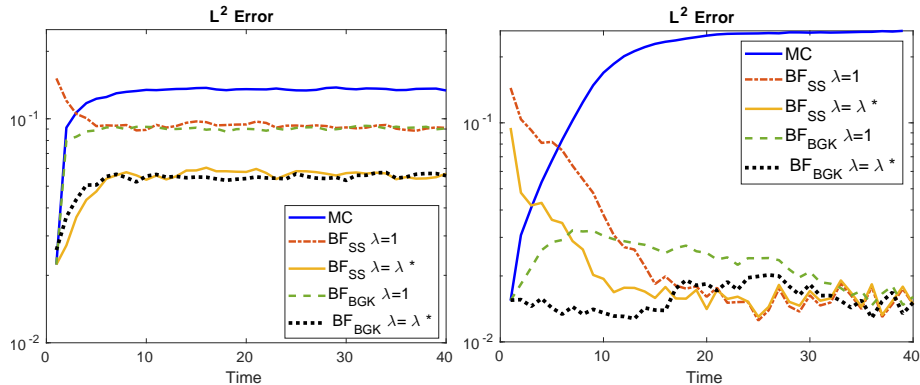 L² Error
10⁻¹
10⁻²
0
10
20
30
40
Time
MC
BF_SS λ=1
BF_SS λ= λ*
BF_BGK λ=1
BF_BGK λ= λ*
L² Error
10⁻¹
10⁻²
0
10
20
30
40
Time
MC
BF_SS λ=1
BF_SS λ= λ*
BF_BGK λ=1
BF_BGK λ= λ*